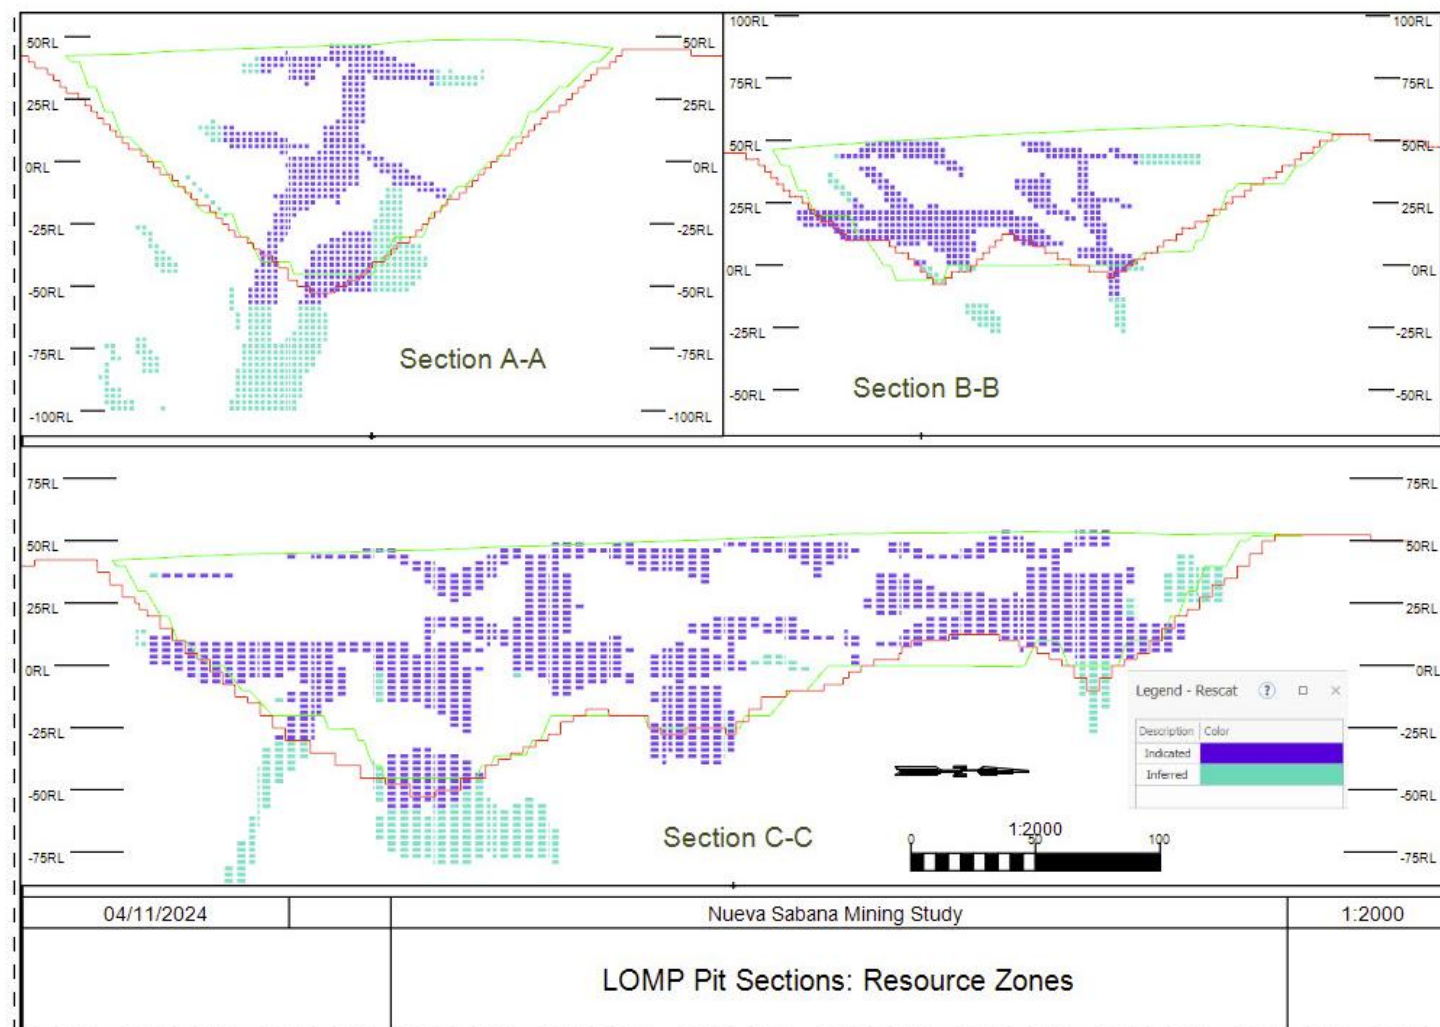 50RL 50RL
25RL 25RL
0RL 0RL
-25RL -25RL
-50RL -50RL
-75RL -75RL
-100RL -100RL
Section A-A
100RL 100RL
75RL 75RL
50RL 50RL
25RL 25RL
0RL 0RL
-25RL -25RL
-50RL -50RL
Section B-B
75RL 75RL
50RL 50RL
25RL 25RL
0RL 0RL
-25RL -25RL
-50RL -50RL
-75RL -75RL
Section C-C
Legend - Rescat ?
Description Color
Indicated
Inferred
N
1:2000
0 50 100
04/11/2024 Nueva Sabana Mining Study 1:2000
LOMP Pit Sections: Resource Zones